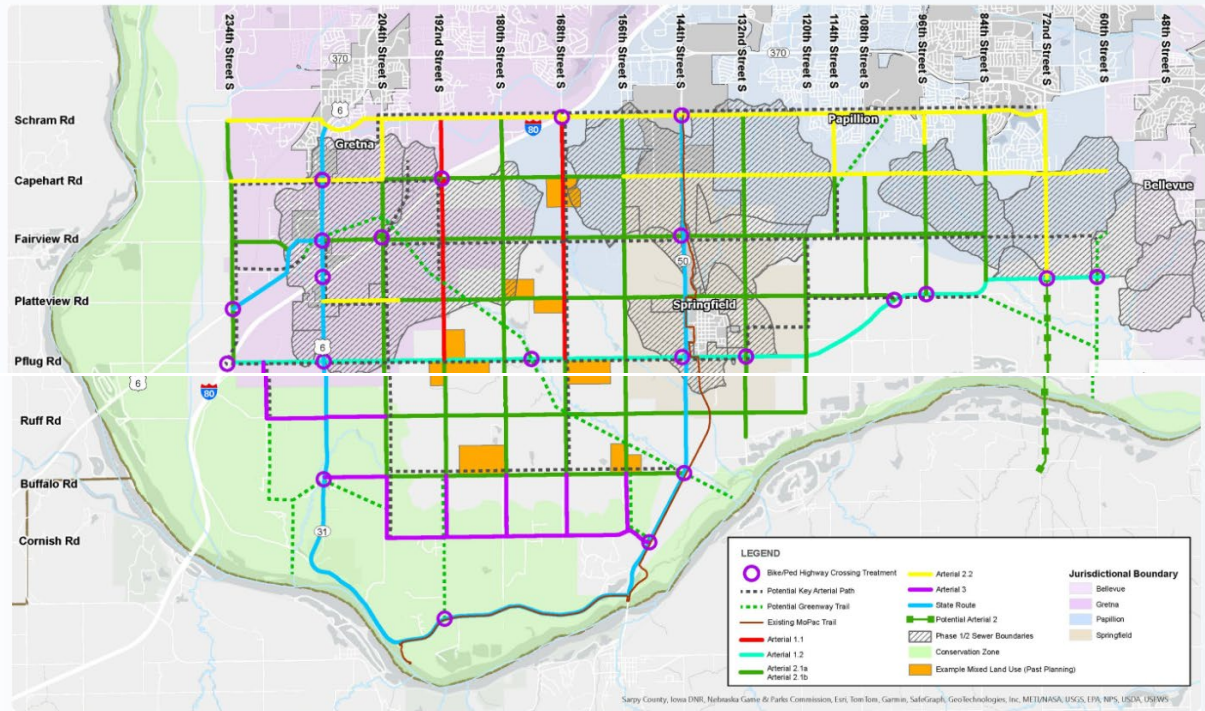 234th Street S
204th Street S
192nd Street S
180th Street S
168th Street S
156th Street S
144th Street S
132nd Street S
120th Street S
114th Street S
108th Street S
96th Street S
84th Street S
72nd Street S
60th Street S
48th Street S
370
370
6
Schram Rd
80
Papillion
Gretna
Capehart Rd
Bellevue
Fairview Rd
50
Platteview Rd
Springfield
6
Pflug Rd
6
80
Ruff Rd
Buffalo Rd
31
Cornish Rd
LEGEND
Bike/Ped Highway Crossing Treatment
Potential Key Arterial Path
Potential Greenway Trail
Existing MoPac Trail
Arterial 1.1
Arterial 1.2
Arterial 2.1a
Arterial 2.1b
Arterial 2.2
Arterial 3
State Route
Potential Arterial 2
Phase 1/2 Sewer Boundaries
Conservation Zone
Example Mixed Land Use (Past Planning)
Jurisdictional Boundary
Bellevue
Gretna
Papillion
Springfield
Sarpy County, Iowa DNR, Nebraska Game & Parks Commission, Esri, TomTom, Garmin, SafeGraph, GeoTechnologies, Inc, METI/NASA, USGS, EPA, NPS, USDA, USFWS